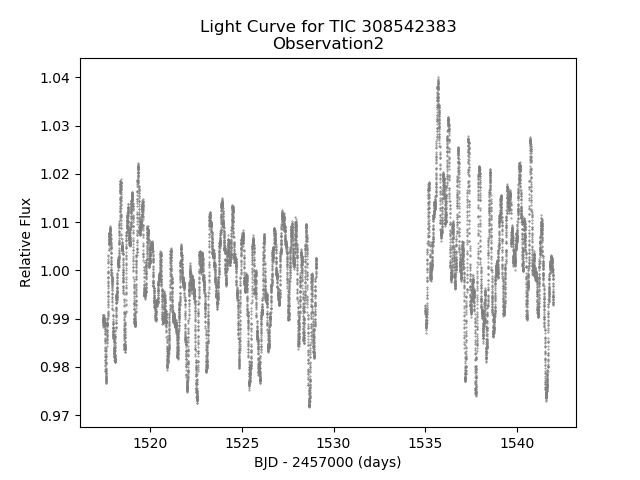 Light Curve for TIC 308542383
Observation2
1.04
1.03
1.02
1.01
1.00
0.99
0.98
0.97
Relative Flux
1520 1525 1530 1535 1540
BJD - 2457000 (days)